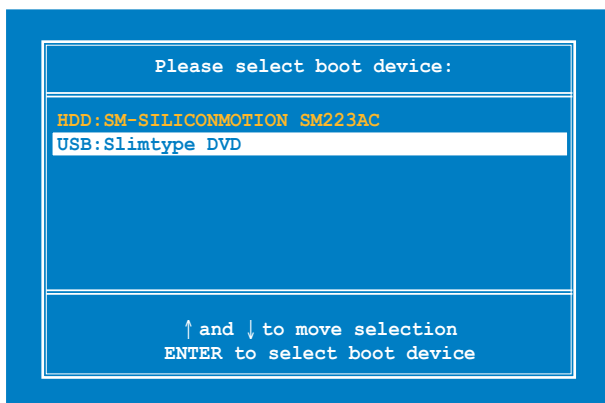 Please select boot device:
HDD:SM-SILICONMOTION SM223AC
USB:Slimtype DVD
↑ and ↓ to move selection
ENTER to select boot device